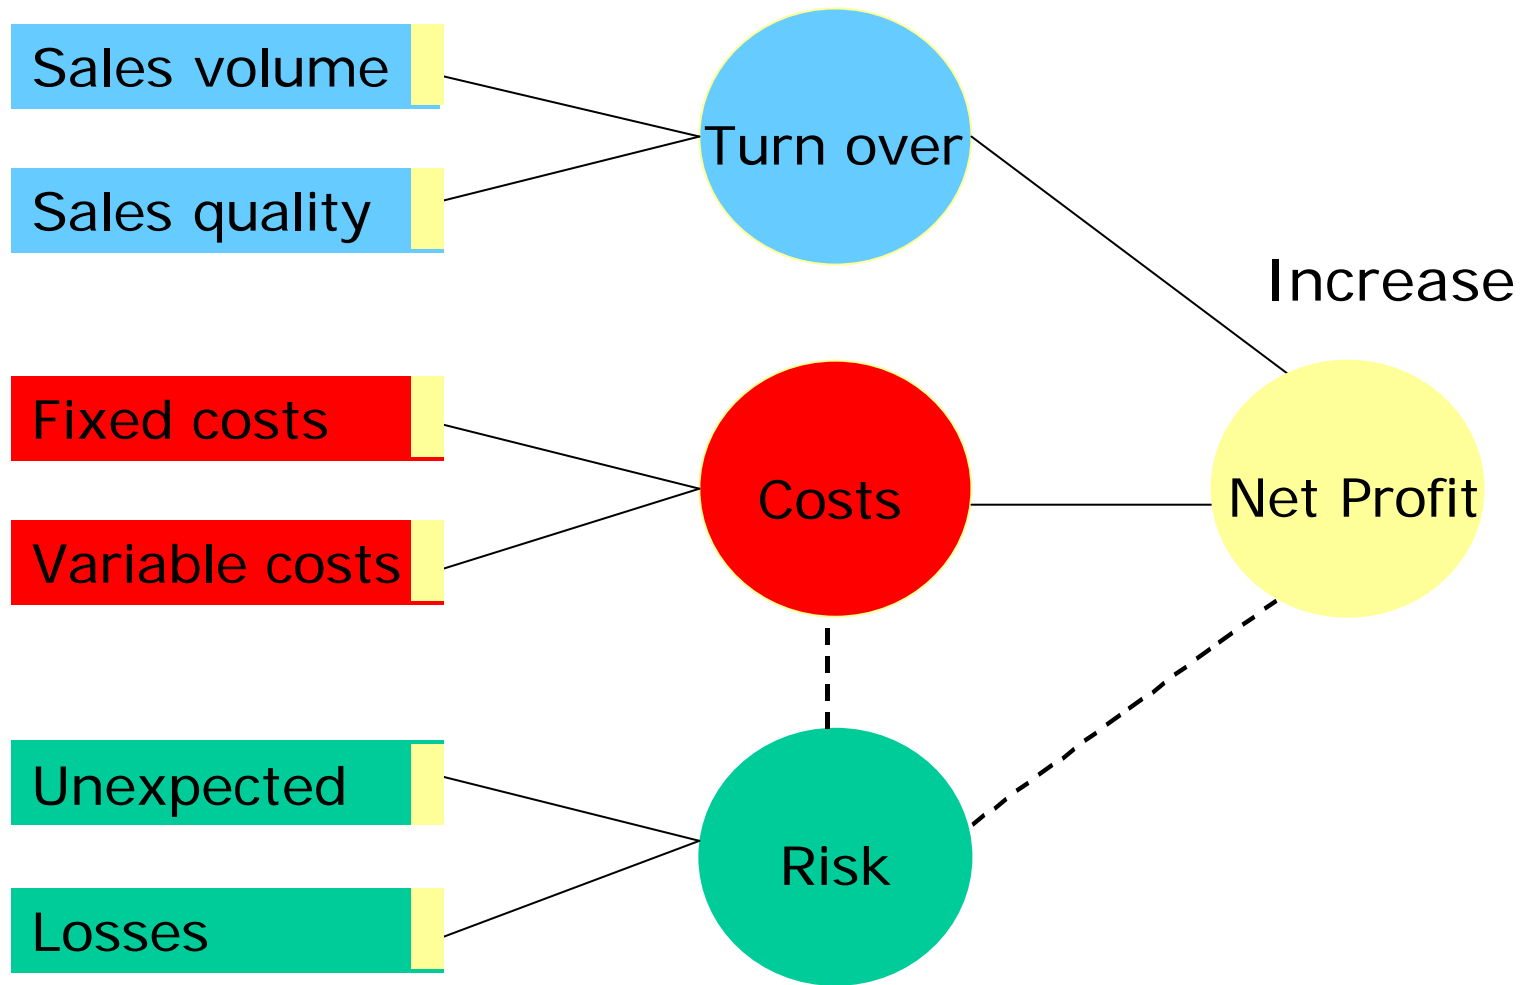 Sales volume
Turn over
Sales quality
Increase
Fixed costs
Costs
Net Profit
Variable costs
Unexpected
Risk
Losses